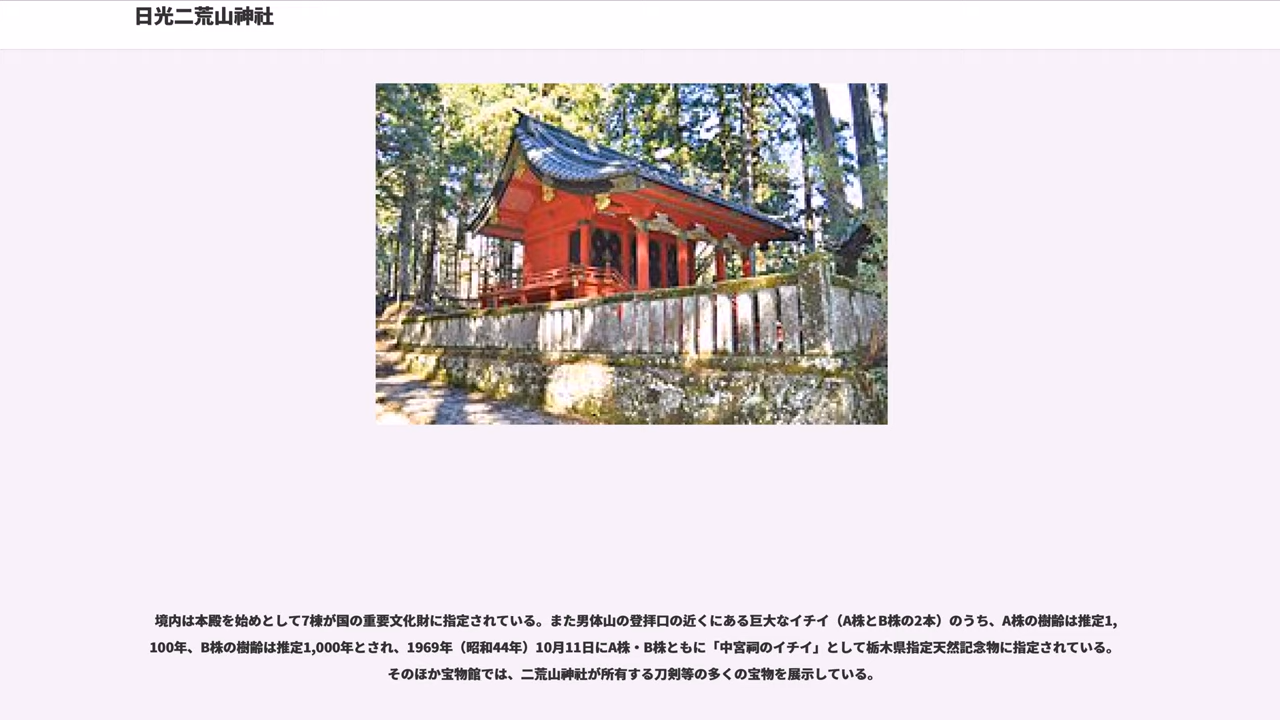 日光二荒山神社
境内は本殿を始めとして7棟が国の重要文化財に指定されている。また男体山の登拝口の近くにある巨大なイチイ（A株とB株の2本）のうち、A株の樹齢は推定1,
100年、B株の樹齢は推定1,000年とされ、1969年（昭和44年）10月11日にA株・B株ともに「中宮祠のイチイ」として栃木県指定天然記念物に指定されている。
そのほか宝物館では、二荒山神社が所有する刀剣等の多くの宝物を展示している。